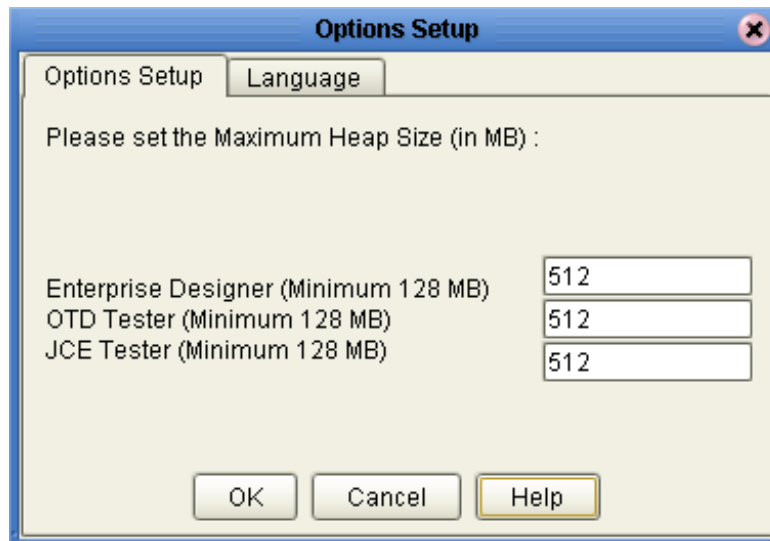 Options Setup
Options Setup Language
Please set the Maximum Heap Size (in MB) :
Enterprise Designer (Minimum 128 MB) 512
OTD Tester (Minimum 128 MB) 512
JCE Tester (Minimum 128 MB) 512
OK Cancel Help